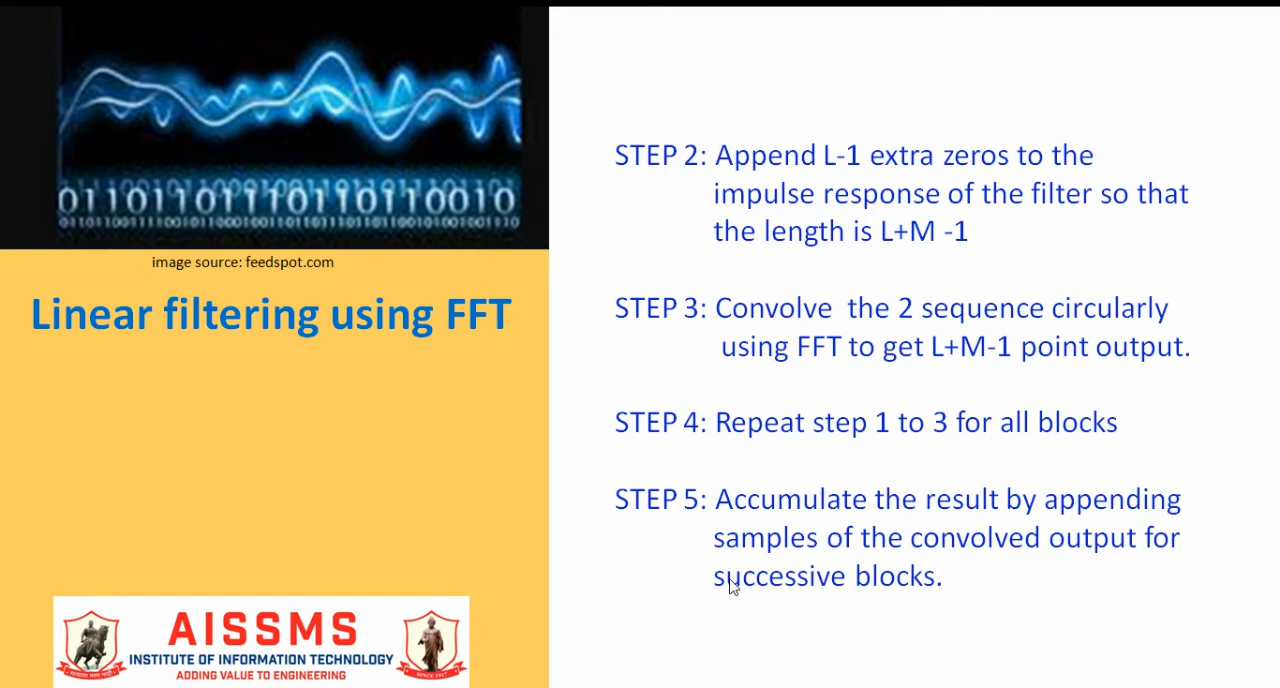 image source: feedspot.com
Linear filtering using FFT
STEP 2: Append L-1 extra zeros to the
impulse response of the filter so that
the length is L+M -1
STEP 3: Convolve the 2 sequence circularly
using FFT to get L+M-1 point output.
STEP 4: Repeat step 1 to 3 for all blocks
STEP 5: Accumulate the result by appending
samples of the convolved output for
successive blocks.
AISSMS
INSTITUTE OF INFORMATION TECHNOLOGY
ADDING VALUE TO ENGINEERING
SINCE 1917